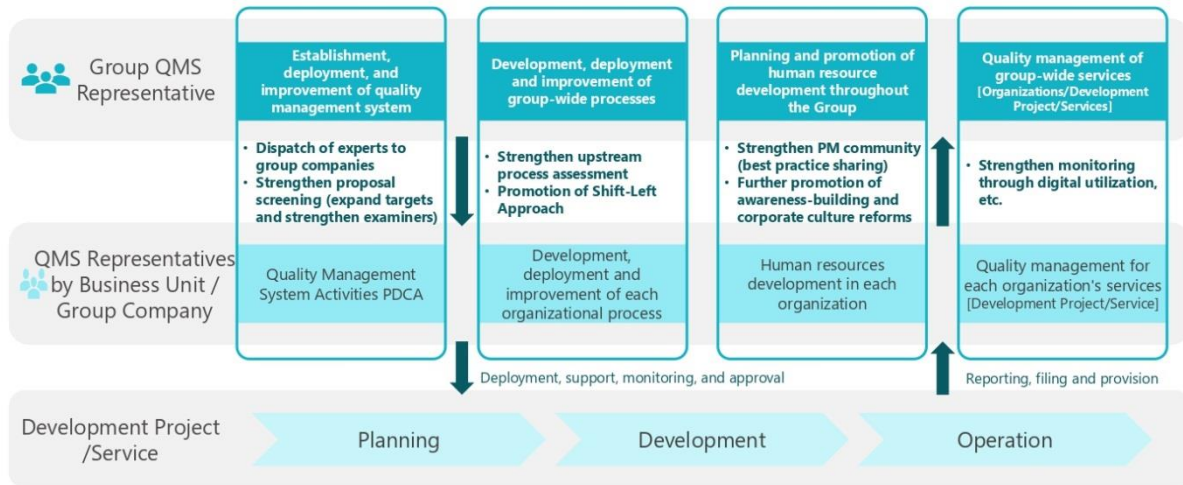 Group QMS
Representative
Establishment,
deployment, and
improvement of quality
management system
Development, deployment
and improvement of
group-wide processes
Planning and promotion of
human resource
development throughout
the Group
Quality management of
group-wide services
[Organizations/Development
Project/Services]
• Dispatch of experts to
group companies
• Strengthen proposal
screening (expand targets
and strengthen examiners)
• Strengthen upstream
process assessment
• Promotion of Shift-Left
Approach
• Strengthen PM community
(best practice sharing)
• Further promotion of
awareness-building and
corporate culture reforms
• Strengthen monitoring
through digital utilization,
etc.
QMS Representatives
by Business Unit /
Group Company
Quality Management
System Activities PDCA
Development,
deployment and
improvement of each
organizational process
Human resources
development in each
organization
Quality management for
each organization's services
[Development Project/Service]
Deployment, support, monitoring, and approval
Reporting, filing and provision
Development Project
/Service
Planning
Development
Operation